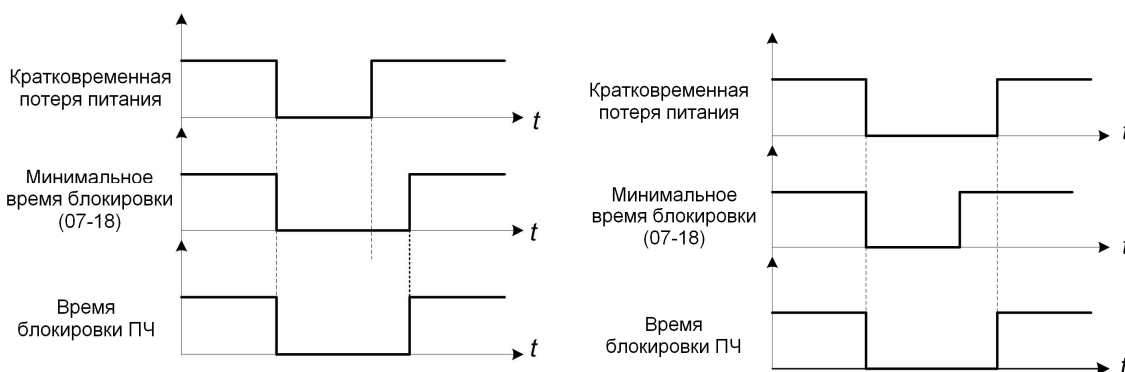 Кратковременная
потеря питания
t
Минимальное
время блокировки
(07-18)
t
Время
блокировки ПЧ
t
Кратковременная
потеря питания
t
Минимальное
время блокировки
(07-18)
t
Время
блокировки ПЧ
t